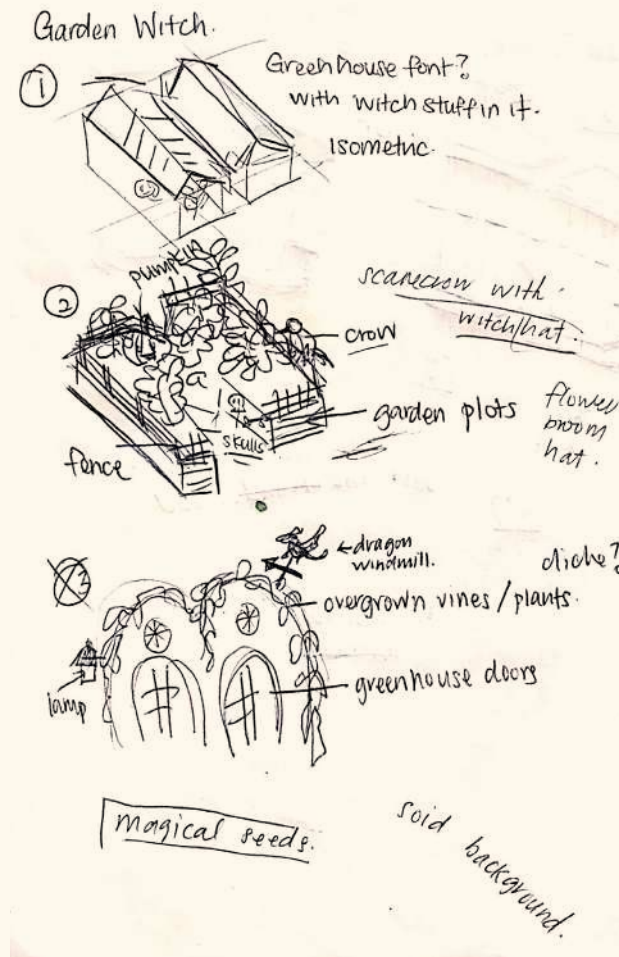 Garden Witch.
①
Greenhouse font?
with witch stuff in it.
Isometric.
②
pumpkin
scarecrow with
witch/hat.
crow
garden plots
flower
broom
hat.
skulls
fence
3
←dragon
windmill.
cliche?
overgrown vines / plants.
lamp
greenhouse doors
magical seeds.
soid background.